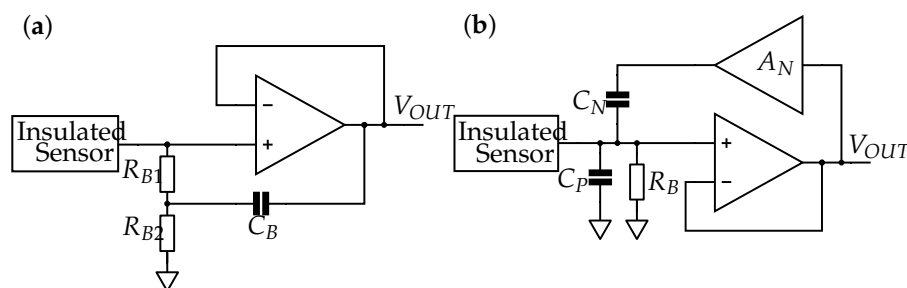 (a)
−
+
V_OUT
Insulated
Sensor
R_B1
C_B
R_B2
(b)
A_N
C_N
Insulated
Sensor
+
−
V_OUT
C_P
R_B